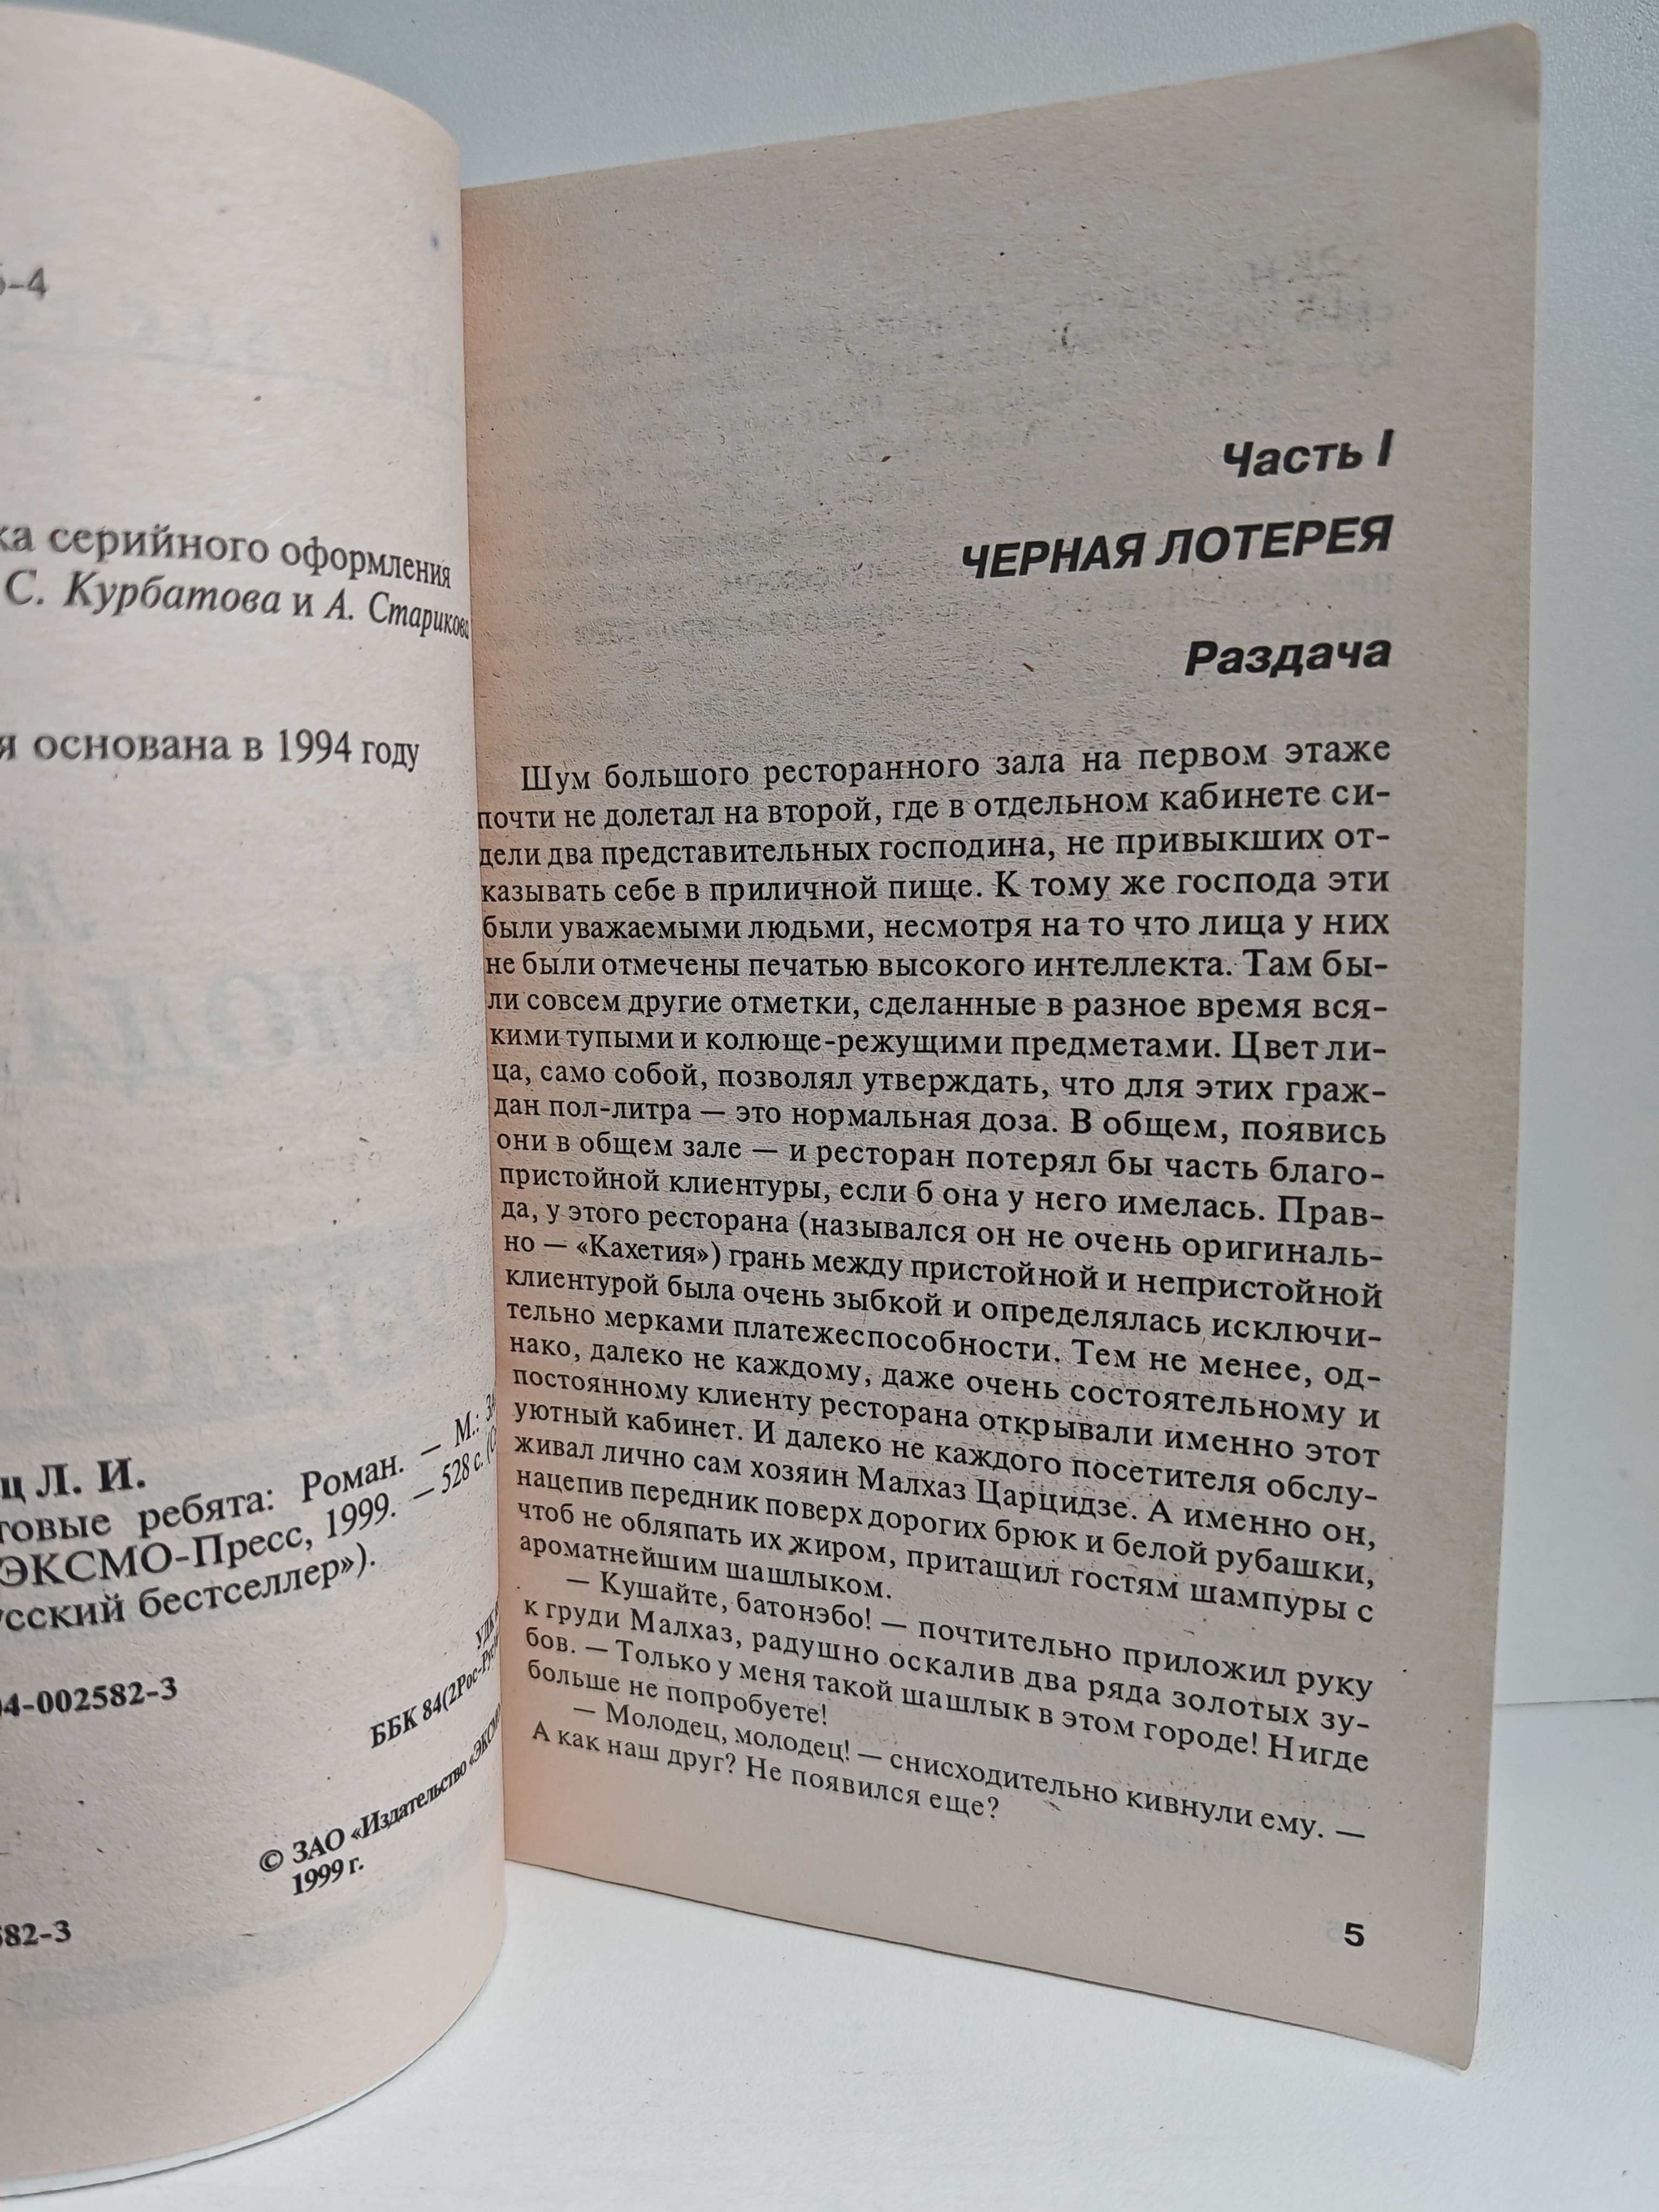 серийного оформления
С. Курбатова и А. Старикова
основана в 1994 году
Л. И.
ребята: Роман. — М.:
ЭКСМО-Пресс, 1999. — 528 с.
бестселлер»).
ББК 84(2Рос-Рус
© ЗАО «Издательство «ЭКСМО
1999 г.
Часть I
ЧЕРНАЯ ЛОТЕРЕЯ
Раздача
Шум большого ресторанного зала на первом этаже
почти не долетал на второй, где в отдельном кабинете си-
дели два представительных господина, не привыкших от-
казывать себе в приличной пище. К тому же господа эти
были уважаемыми людьми, несмотря на то что лица у них
не были отмечены печатью высокого интеллекта. Там бы-
ли совсем другие отметки, сделанные в разное время вся-
кими тупыми и колюще-режущими предметами. Цвет ли-
ца, само собой, позволял утверждать, что для этих граж-
дан пол-литра — это нормальная доза. В общем, появись
они в общем зале — и ресторан потерял бы часть благо-
пристойной клиентуры, если б она у него имелась. Прав-
да, у этого ресторана (назывался он не очень оригиналь-
но — «Кахетия») грань между пристойной и непристойной
клиентурой была очень зыбкой и определялась исключи-
тельно мерками платежеспособности. Тем не менее, од-
нако, далеко не каждому, даже очень состоятельному и
постоянному клиенту ресторана открывали именно этот
уютный кабинет. И далеко не каждого посетителя обслу-
живал лично сам хозяин Малхаз Царцидзе. А именно он,
нацепив передник поверх дорогих брюк и белой рубашки,
чтоб не обляпать их жиром, притащил гостям шампуры с
ароматнейшим шашлыком.
— Кушайте, батонэбо! — почтительно приложил руку
к груди Малхаз, радушно оскалив два ряда золотых зу-
бов. — Только у меня такой шашлык в этом городе! Нигде
больше не попробуете!
— Молодец, молодец! — снисходительно кивнули ему. —
А как наш друг? Не появился еще?
5